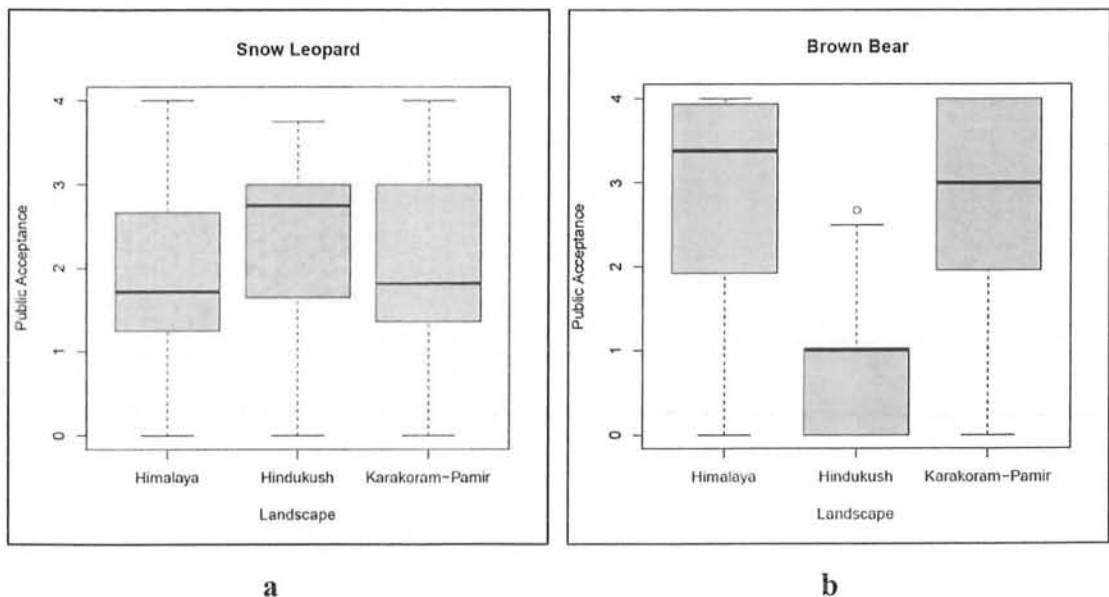 Snow Leopard
Public Acceptance
4
3
2
1
0
Himalaya Hindukush Karakoram−Pamir
Landscape
a
Brown Bear
Public Acceptance
4
3
2
1
0
Himalaya Hindukush Karakoram−Pamir
Landscape
b